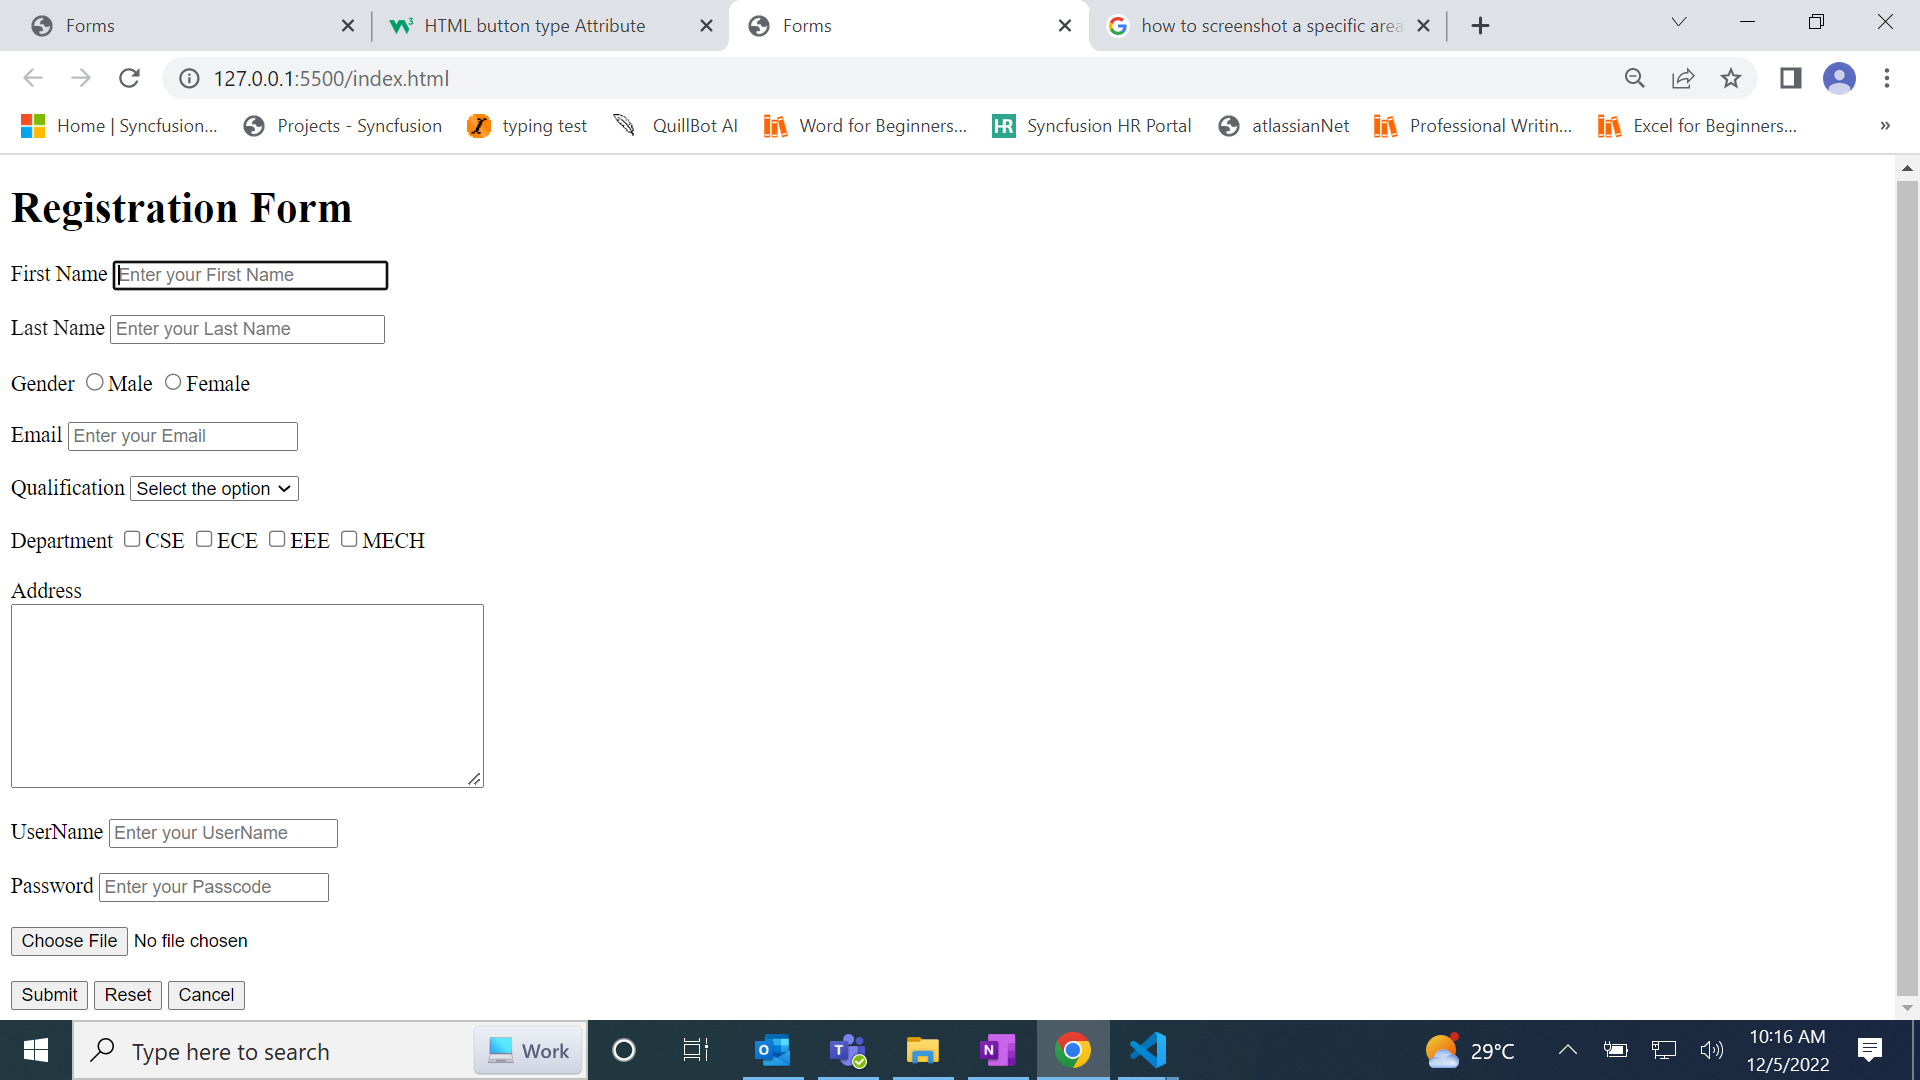 Forms
HTML button type Attribute
Forms
how to screenshot a specific area
127.0.0.1:5500/index.html
Home | Syncfusion...
Projects - Syncfusion
typing test
QuillBot AI
Word for Beginners...
HR
Syncfusion HR Portal
atlassianNet
Professional Writin...
Excel for Beginners...
»
Registration Form
First Name Enter your First Name
Last Name Enter your Last Name
Gender Male Female
Email Enter your Email
Qualification Select the option
Department CSE ECE EEE MECH
Address
UserName Enter your UserName
Password Enter your Passcode
Choose File No file chosen
Submit Reset Cancel
Type here to search
Work
29°C
10:16 AM
12/5/2022